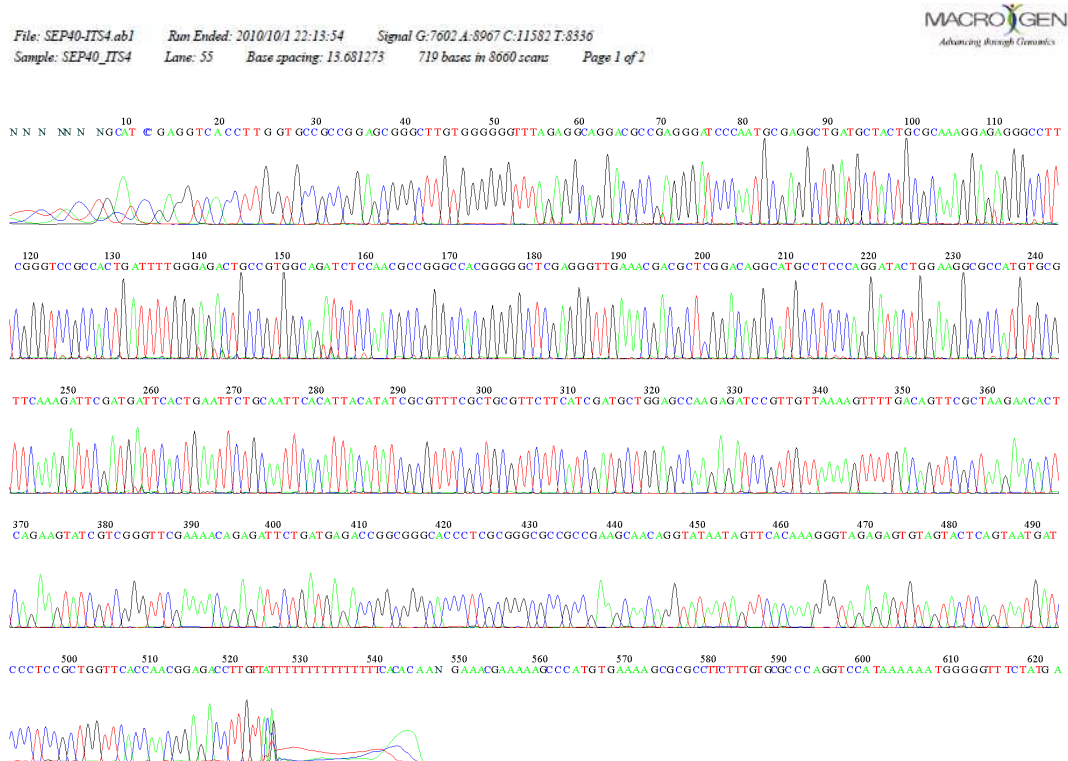 MACROGEN
Advancing through Genomics
File: SEP40-ITS4.ab1 Run Ended: 2010/10/1 22:13:54 Signal G:7602 A:8967 C:11582 T:8336
Sample: SEP40_ITS4 Lane: 55 Base spacing: 13.681273 719 bases in 8660 scans Page 1 of 2
10 20 30 40 50 60 70 80 90 100 110
N N N NN N NGCAT C GAGGTCACCTTGGTGCCGCCGGAGCGGGCTTGTGGGGGGTTTAGAGGCAGGACGCCGAGGGATCCCAATGCGAGGCTGATGCTACTGCGCAAAGGAGAGGGCCTT
120 130 140 150 160 170 180 190 200 210 220 230 240
CGGGTCCGCCACTGATTTTGGGAGACTGCCGTGGCAGATCTCCAACGCCGGGCCACGGGGGCTCGAGGGTTGAAACGACGCTCGGACAGGCATGCCTCCCAGGATACTGGAAGGCGCCATGTGCG
250 260 270 280 290 300 310 320 330 340 350 360
TTCAAAGATTCGATGATTCACTGAATTCTGCAATTCACATTACATATCGCGTTTCGCTGCGTTCTTCATCGATGCTGGAGCCAAGAGATCCGTTGTTAAAAGTTTTGACAGTTCGCTAAGAACACT
370 380 390 400 410 420 430 440 450 460 470 480 490
CAGAAGTATCGTCGGGTTCGAAAACAGAGATTCTGATGAGACCGGCGGGCACCCTCGCGGGCGCCGCCGAAGCAACAGGTATAATAGTTCACAAAGGGTAGAGAGTGTAGTACTCAGTAATGAT
500 510 520 530 540 550 560 570 580 590 600 610 620
CCCTCCGCTGGTTCACCAACGGAGACCTTGTTATTTTTTTTTTTTTTTCACACAAN GAAACGAAAAAGCCCATGTGAAAAGCGCGCCTTCTTTGTGCGCCCAGGTCCATAAAAAAATGGGGGTTTCTATGA